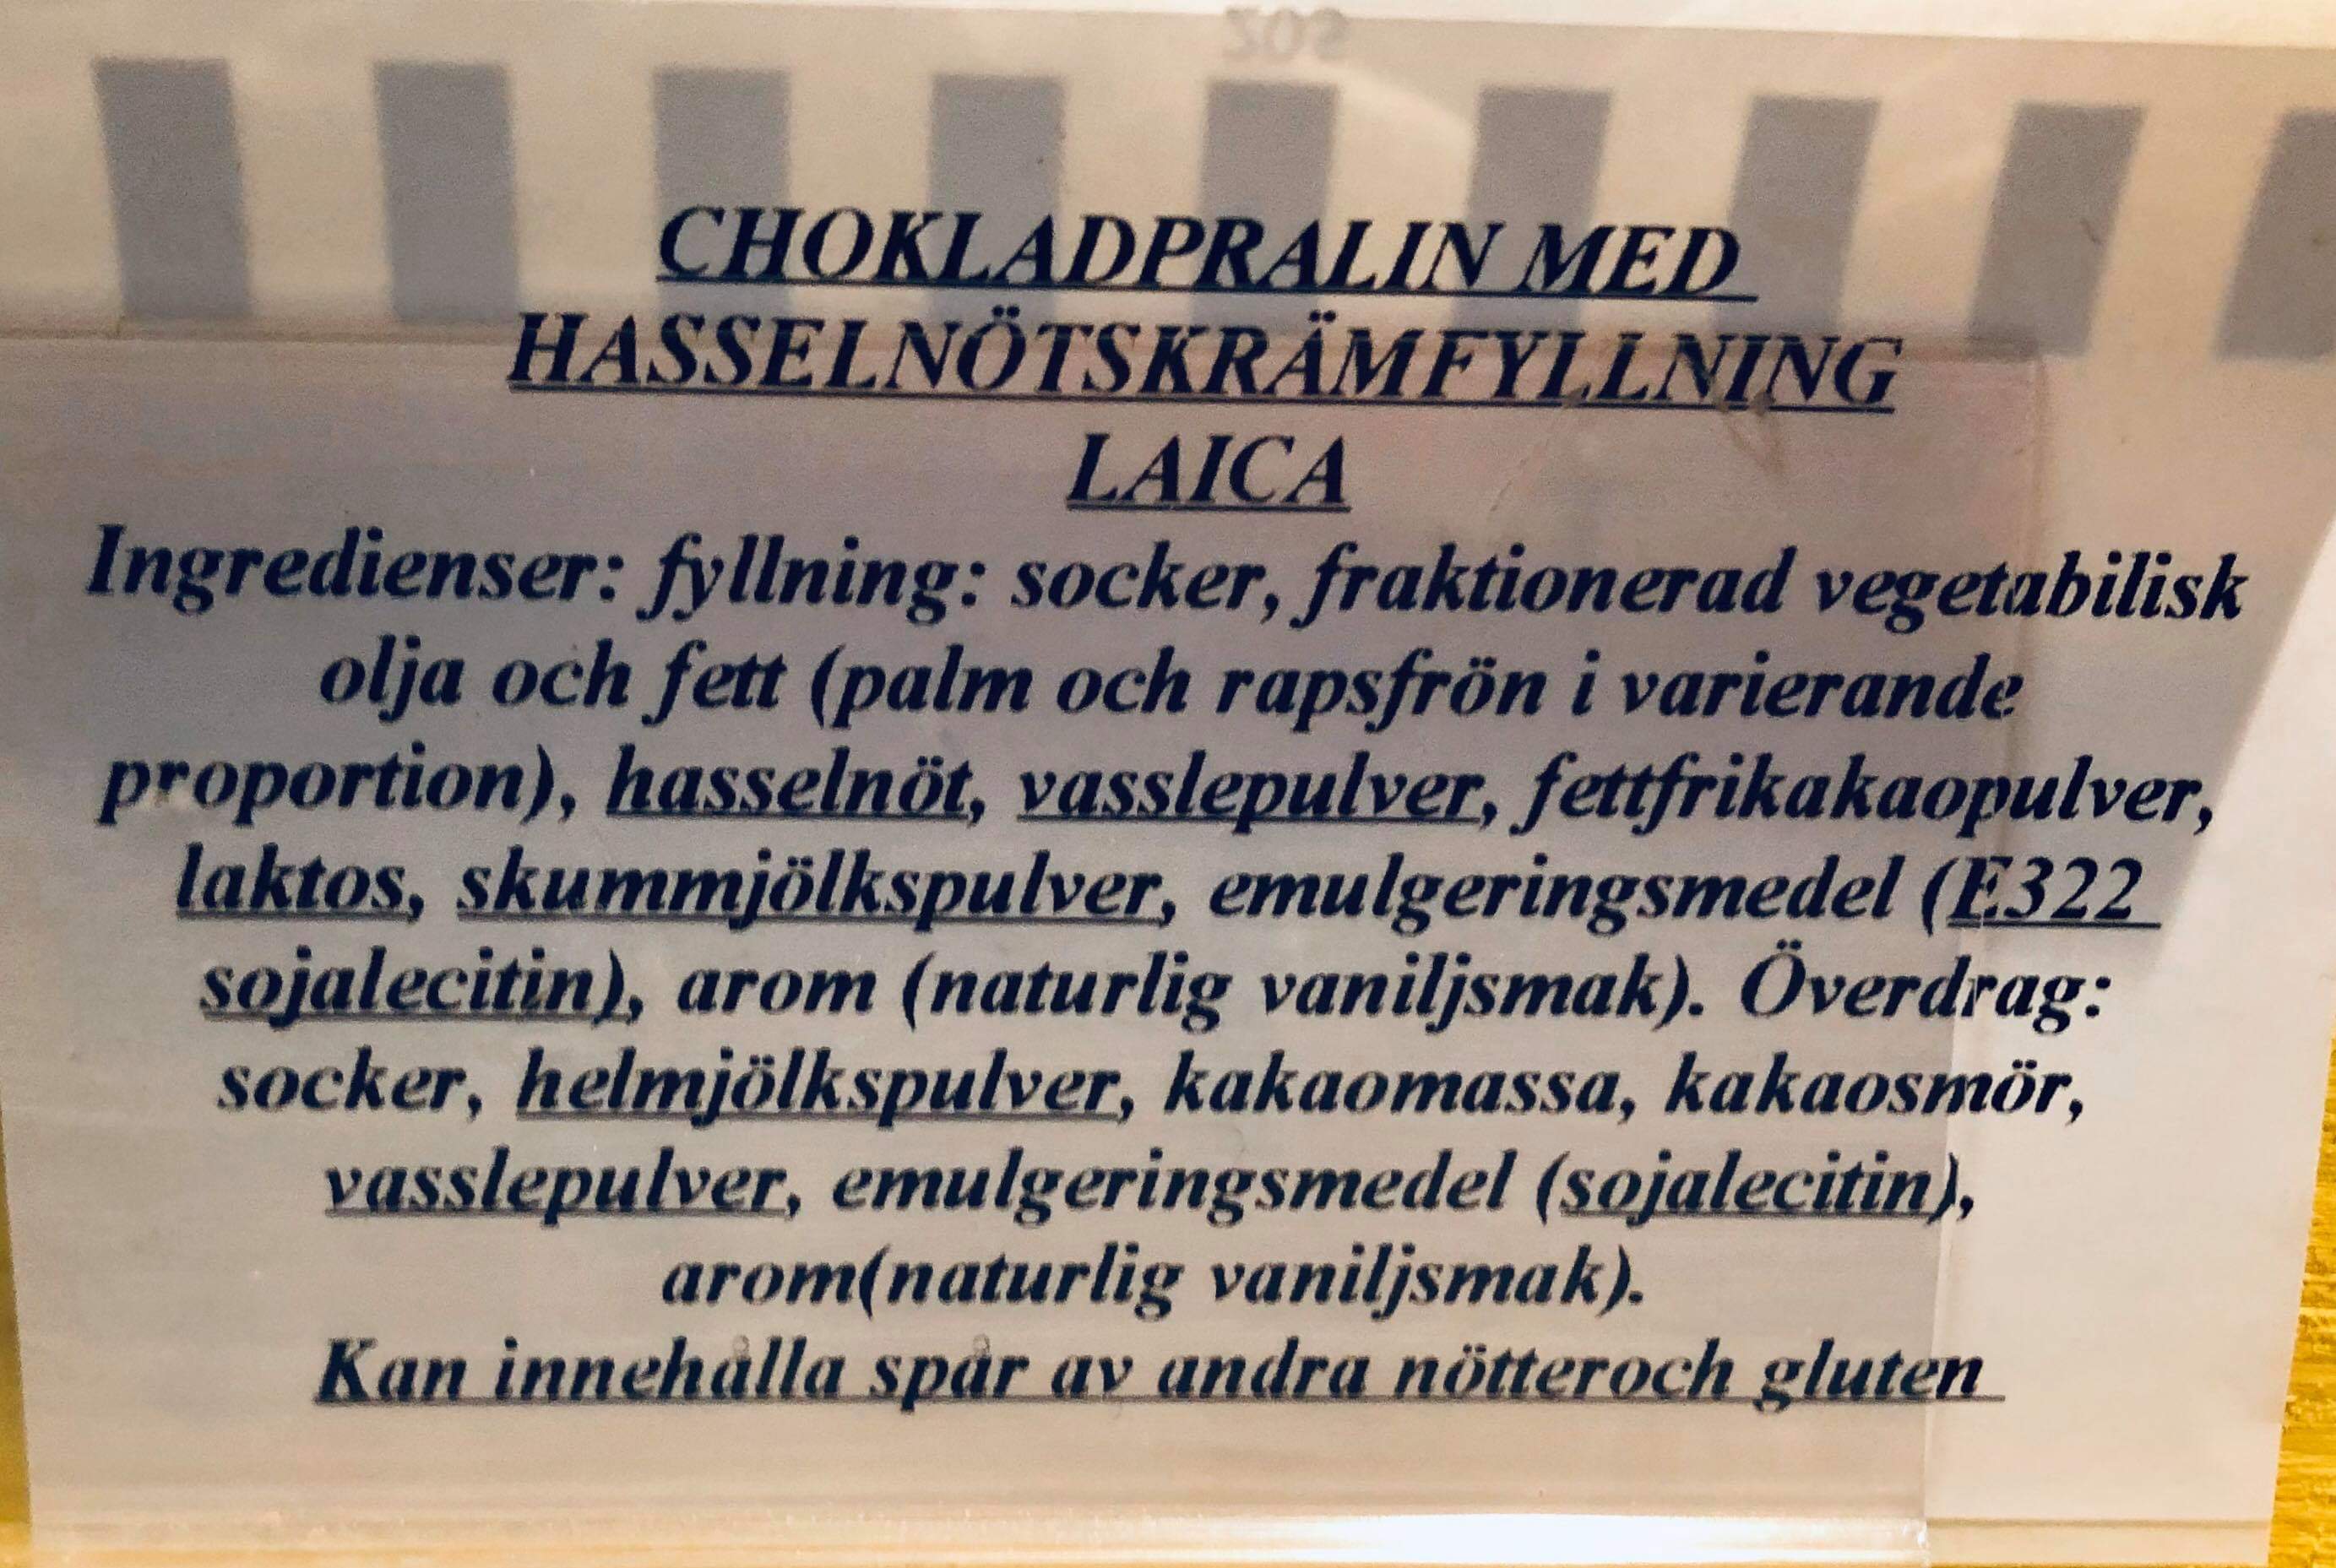 CHOKLADPRALIN MED
HASSELNÖTSKRÄMFYLLNING
LAICA
Ingredienser: fyllning: socker, fraktionerad vegetabilisk
olja och fett (palm och rapsfrön i varierande
proportion), hasselnöt, vasslepulver, fettfrikakaopulver,
laktos, skummjölkspulver, emulgeringsmedel (E322
sojalecitin), arom (naturlig vaniljsmak). Överdrag:
socker, helmjölkspulver, kakaomassa, kakaosmör,
vasslepulver, emulgeringsmedel (sojalecitin),
arom(naturlig vaniljsmak).
Kan innehålla spår av andra nötteroch gluten